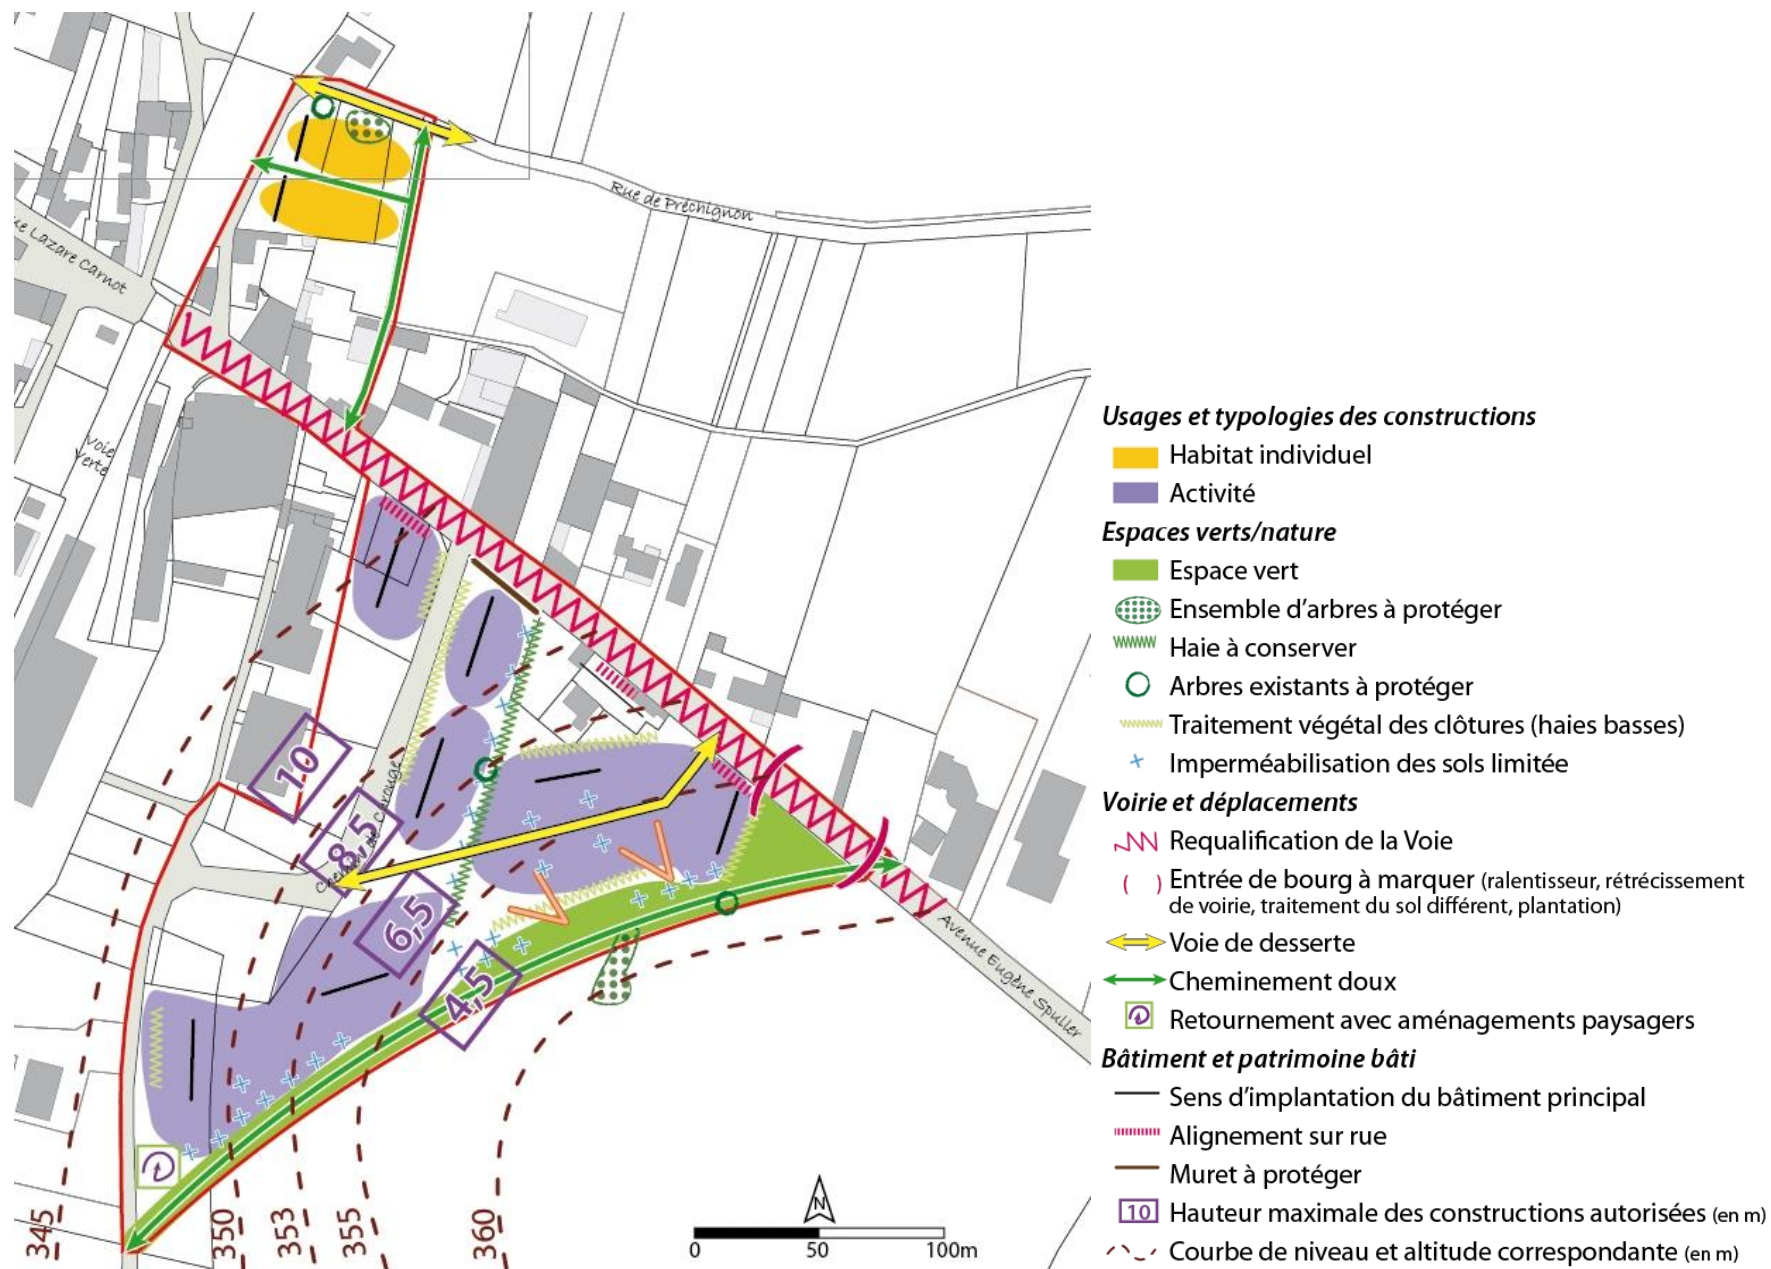 Rue de Préchignon
ue Lazare Carnot
Voie
Verte
10
8,5
Chemin de Carouge
6,5
4,5
Avenue Eugène Spuller
345
350
353
355
360
N
0
50
100m
Usages et typologies des constructions
Habitat individuel
Activité
Espaces verts/nature
Espace vert
Ensemble d'arbres à protéger
Haie à conserver
Arbres existants à protéger
Traitement végétal des clôtures (haies basses)
Imperméabilisation des sols limitée
Voirie et déplacements
Requalification de la Voie
Entrée de bourg à marquer (ralentisseur, rétrécissement
de voirie, traitement du sol différent, plantation)
Voie de desserte
Cheminement doux
Retournement avec aménagements paysagers
Bâtiment et patrimoine bâti
Sens d'implantation du bâtiment principal
Alignement sur rue
Muret à protéger
10 Hauteur maximale des constructions autorisées (en m)
Courbe de niveau et altitude correspondante (en m)